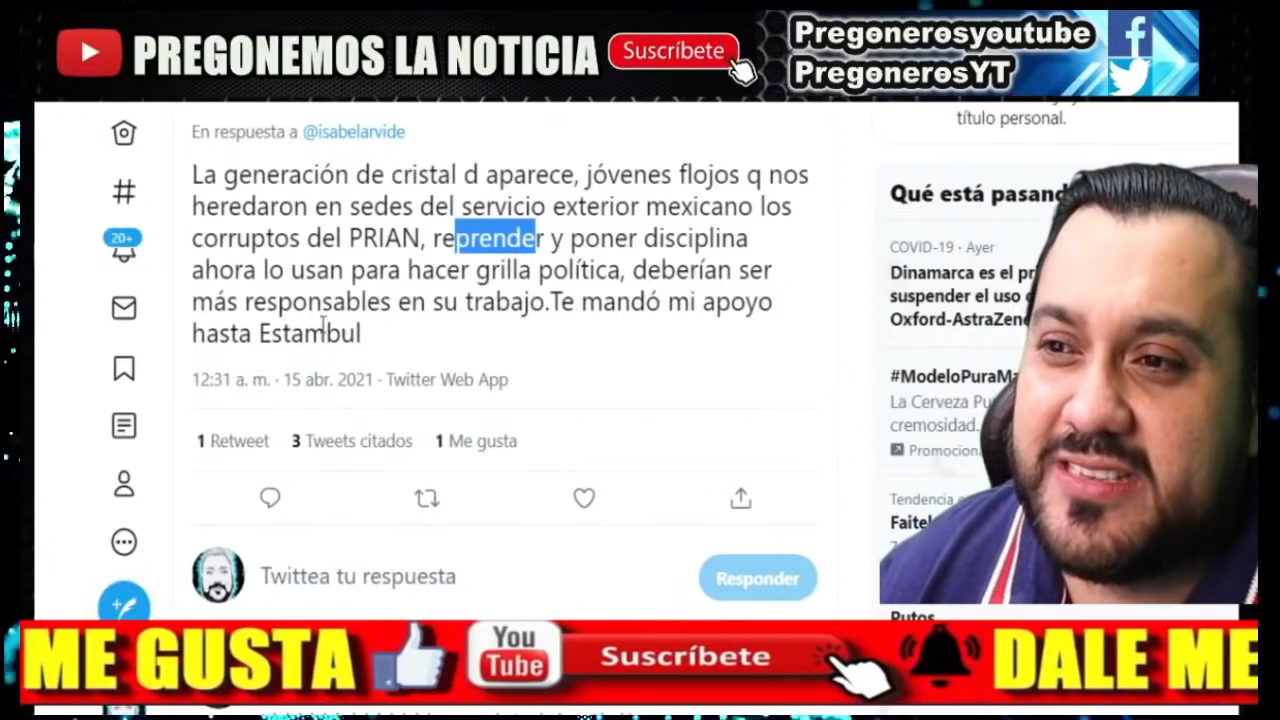 PREGONEMOS LA NOTICIA
Suscríbete
Pregonerosyoutube
PregonerosYT
título personal.
En respuesta a @isabelarvide
La generación de cristal d aparece, jóvenes flojos q nos
heredaron en sedes del servicio exterior mexicano los
corruptos del PRIAN, reprender y poner disciplina
ahora lo usan para hacer grilla política, deberían ser
más responsables en su trabajo.Te mandó mi apoyo
hasta Estambul
12:31 a. m. · 15 abr. 2021 · Twitter Web App
1 Retweet 3 Tweets citados 1 Me gusta
20+
Twittea tu respuesta
Responder
Qué está pasand
COVID-19 · Ayer
Dinamarca es el pr
suspender el uso
Oxford-AstraZene
#ModeloPuraMa
La Cerveza Pu
cremosidad.
Promocion
Tendencia
Faitel
Putos
ME GUSTA
You
Tube
Suscríbete
DALE ME